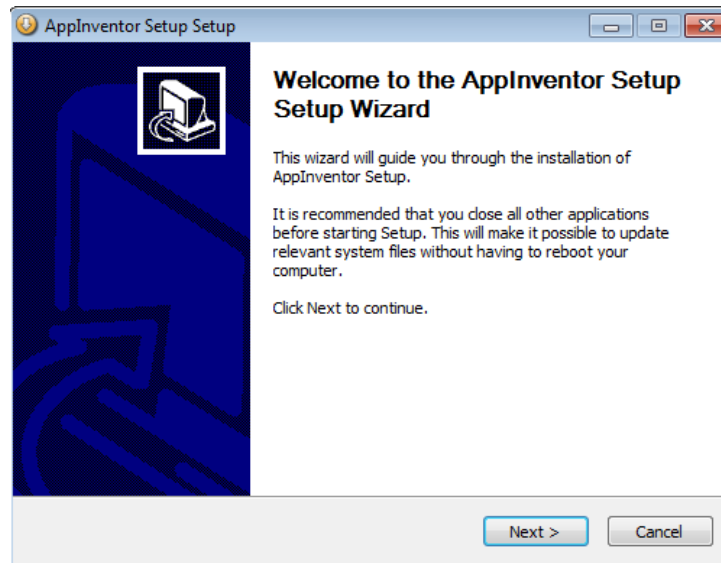 AppInventor Setup Setup
Welcome to the AppInventor Setup
Setup Wizard
This wizard will guide you through the installation of
AppInventor Setup.
It is recommended that you close all other applications
before starting Setup. This will make it possible to update
relevant system files without having to reboot your
computer.
Click Next to continue.
Next >
Cancel